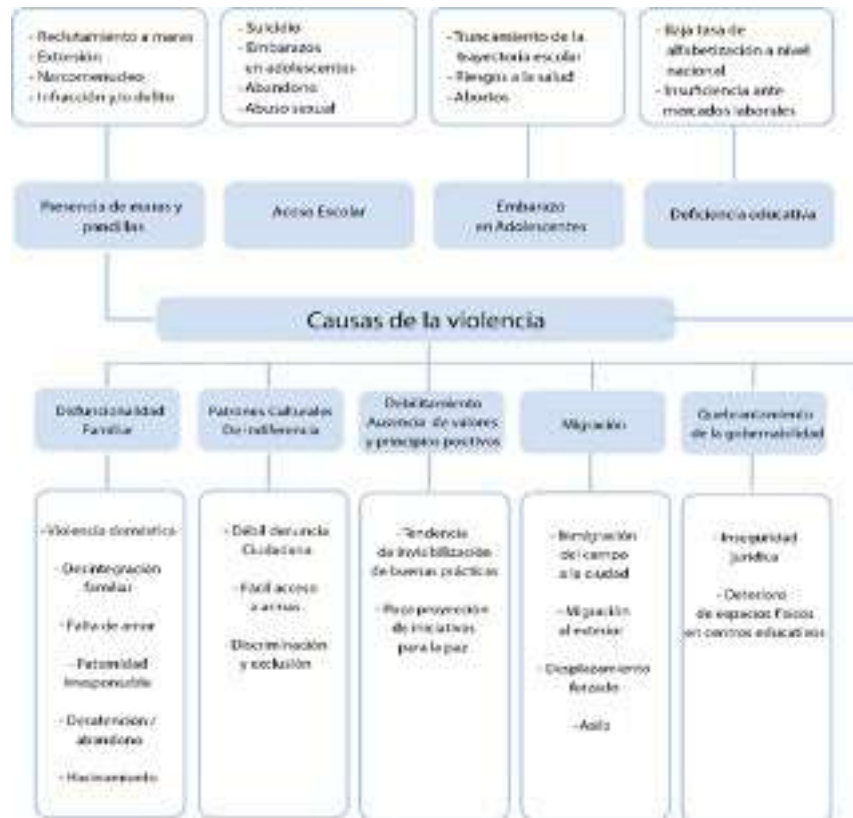 - Reclutamiento a maras
- Extorsión
- Narcomenudeo
- Infracción y/o delito
- Suicidio
- Embarazos
en adolescentes
- Abandono
- Abuso sexual
- Truncamiento de la
trayectoria escolar
- Riesgos a la salud
- Abortos
- Baja tasa de
alfabetización a nivel
nacional
- Insuficiencia ante
mercados laborales
Presencia de maras y
pandillas
Acoso Escolar
Embarazo
en Adolescentes
Deficiencia educativa
Causas de la violencia
Disfuncionalidad
Familiar
Patrones Culturales
De indiferencia
Debilitamiento
Ausencia de valores
y principios positivos
Migración
Quebrantamiento
de la gobernabilidad
- Violencia doméstica
- Desintegración
familiar
- Falta de amor
- Paternidad
Irresponsable
- Desatención /
abandono
- Hacinamiento
- Débil denuncia
Ciudadana
- Fácil acceso
a armas
- Discriminación
y exclusión
- Tendencia
de invisibilización
de buenas prácticas
- Poca proyección
de iniciativas
para la paz
- Inmigración
del campo
a la ciudad
- Migración
al exterior
- Desplazamiento
forzado
- Asilo
- Inseguridad
jurídica
- Deterioro
de espacios físicos
en centros educativos